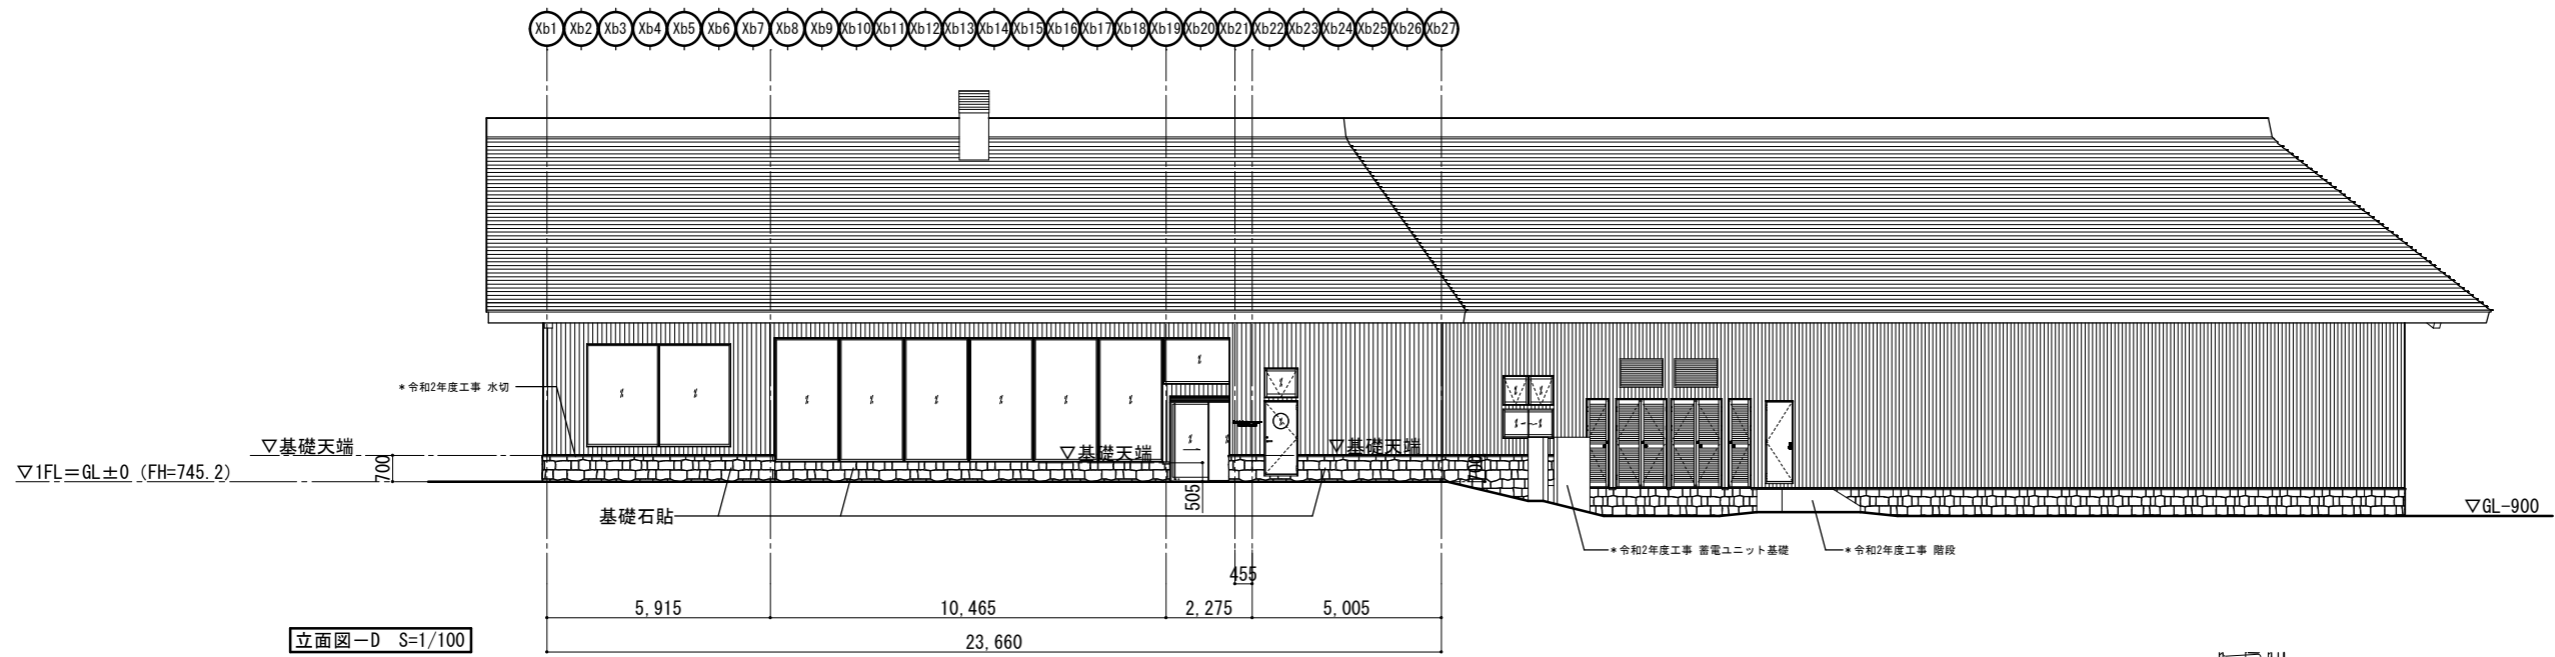 Xb1 Xb2 Xb3 Xb4 Xb5 Xb6 Xb7 Xb8 Xb9 Xb10 Xb11 Xb12 Xb13 Xb14 Xb15 Xb16 Xb17 Xb18 Xb19 Xb20 Xb21 Xb22 Xb23 Xb24 Xb25 Xb26 Xb27
*令和2年度工事 水切
▽基礎天端
▽基礎天端
▽基礎天端
▽1FL=GL±0 (FH=745.2)
700
700
505
基礎石貼
▽GL-900
*令和2年度工事 蓄電ユニット基礎
*令和2年度工事 階段
455
5,915
10,465
2,275
5,005
23,660
立面図-D S=1/100